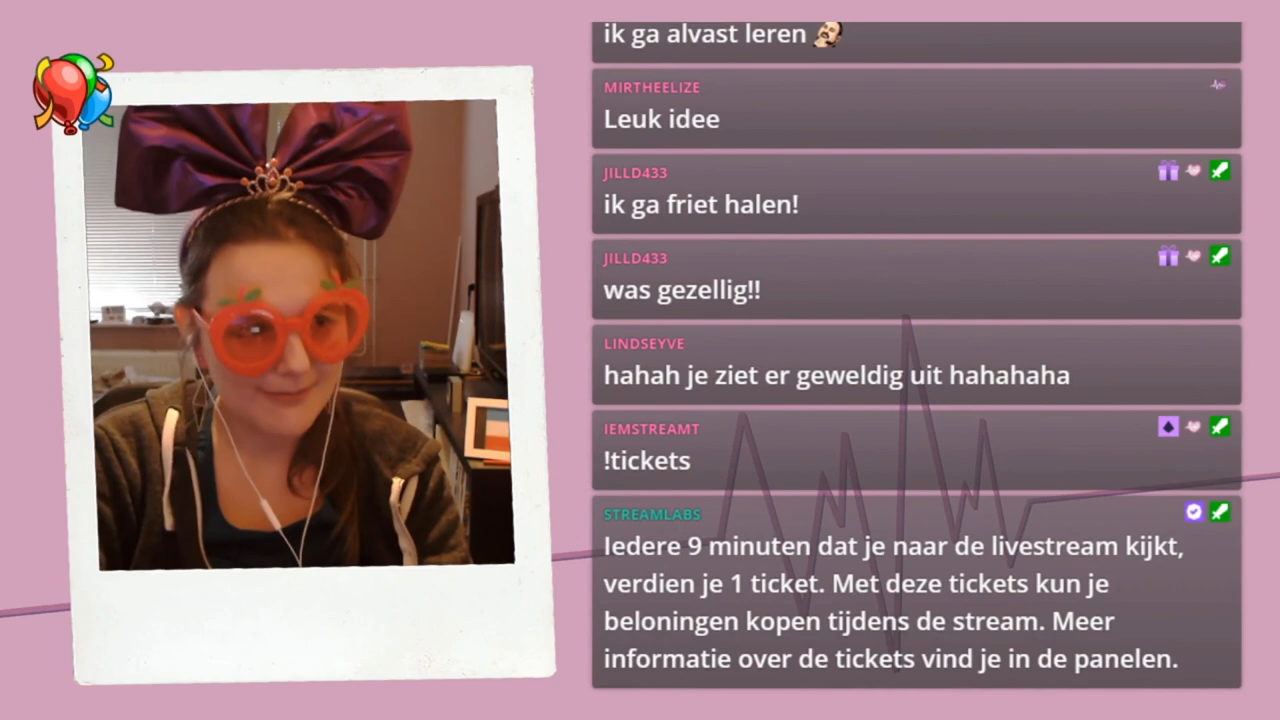 ik ga alvast leren
MIRTHEELIZE
Leuk idee
JILLD433
ik ga friet halen!
JILLD433
was gezellig!!
LINDSEYVE
hahah je ziet er geweldig uit hahahaha
IEMSTREAMT
!tickets
STREAMLABS
Iedere 9 minuten dat je naar de livestream kijkt,
verdien je 1 ticket. Met deze tickets kun je
beloningen kopen tijdens de stream. Meer
informatie over de tickets vind je in de panelen.